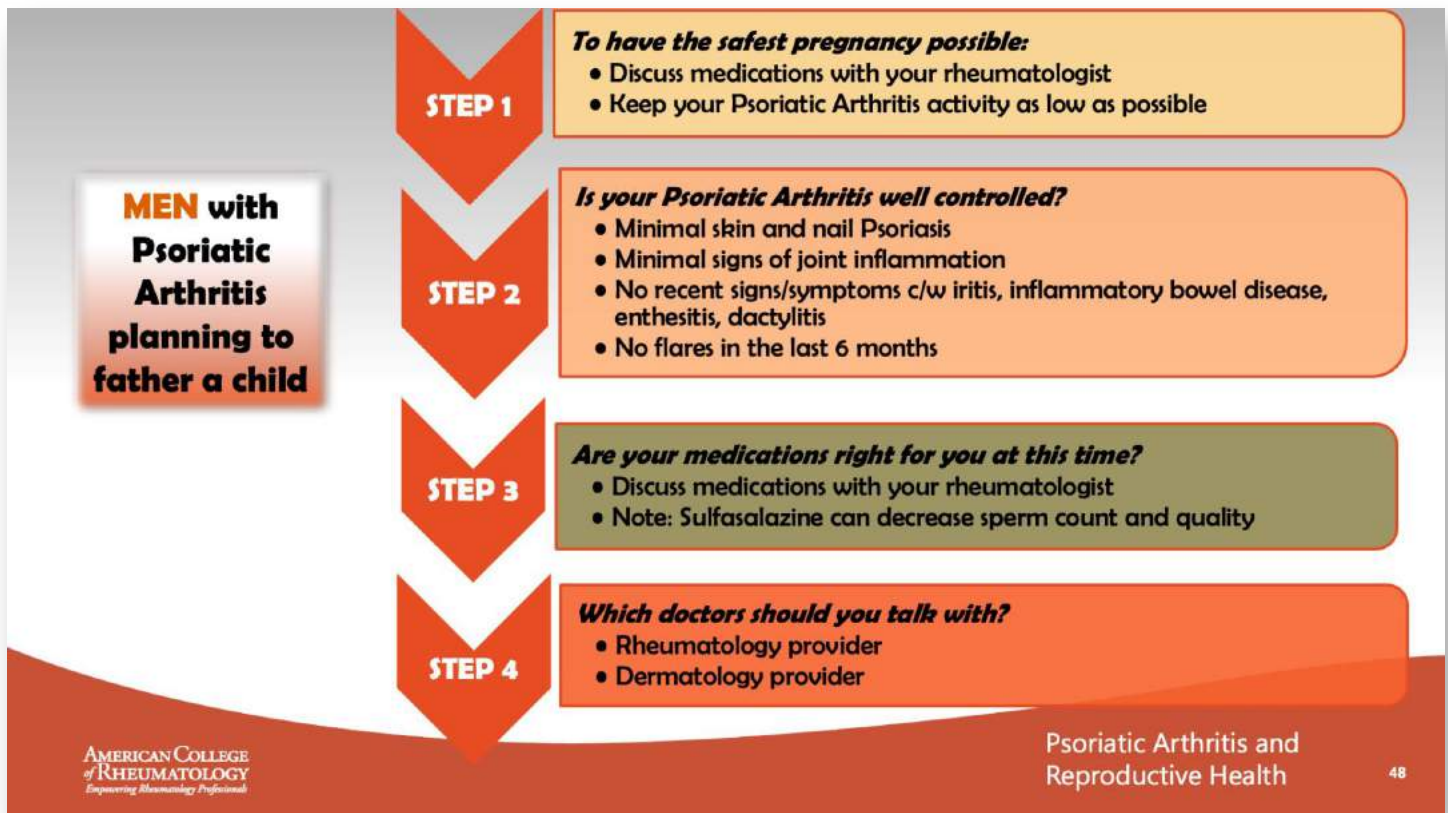 MEN with
Psoriatic
Arthritis
planning to
father a child
STEP 1
To have the safest pregnancy possible:
• Discuss medications with your rheumatologist
• Keep your Psoriatic Arthritis activity as low as possible
STEP 2
Is your Psoriatic Arthritis well controlled?
• Minimal skin and nail Psoriasis
• Minimal signs of joint inflammation
• No recent signs/symptoms c/w iritis, inflammatory bowel disease,
enthesitis, dactylitis
• No flares in the last 6 months
STEP 3
Are your medications right for you at this time?
• Discuss medications with your rheumatologist
• Note: Sulfasalazine can decrease sperm count and quality
STEP 4
Which doctors should you talk with?
• Rheumatology provider
• Dermatology provider
AMERICAN COLLEGE
of RHEUMATOLOGY
Empowering Rheumatology Professionals
Psoriatic Arthritis and
Reproductive Health
48